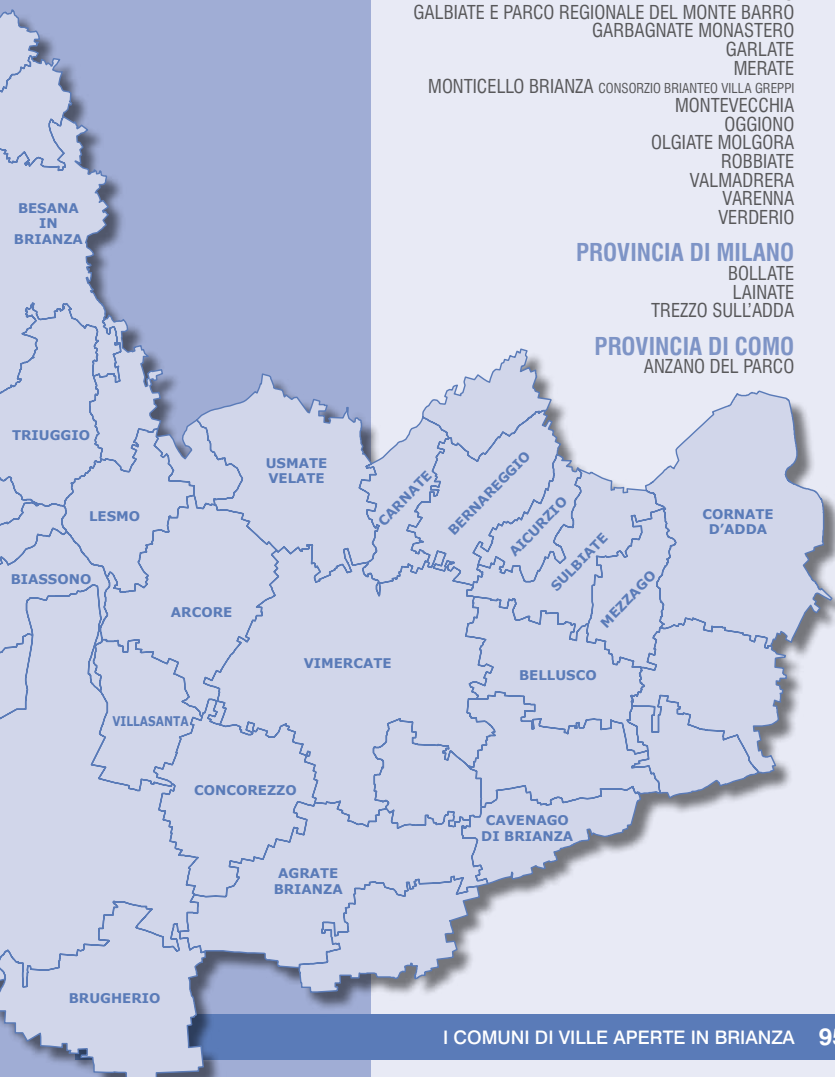 GALBIATE E PARCO REGIONALE DEL MONTE BARRO
GARBAGNATE MONASTERO
GARLATE
MERATE
MONTICELLO BRIANZA CONSORZIO BRIANTEO VILLA GREPPI
MONTEVECCHIA
OGGIONO
OLGIATE MOLGORA
ROBBIATE
VALMADRERA
VARENNA
VERDERIO
PROVINCIA DI MILANO
BOLLATE
LAINATE
TREZZO SULL'ADDA
PROVINCIA DI COMO
ANZANO DEL PARCO
BESANA
IN
BRIANZA
TRIUGGIO
USMATE
VELATE
LESMO
CARNATE
BERNAREGGIO
AICURZIO
SULBIATE
MEZZAGO
CORNATE
D'ADDA
BIASSONO
ARCORE
VIMERCATE
BELLUSCO
VILLASANTA
CONCOREZZO
CAVENAGO
DI BRIANZA
AGRATE
BRIANZA
BRUGHERIO
I COMUNI DI VILLE APERTE IN BRIANZA 95